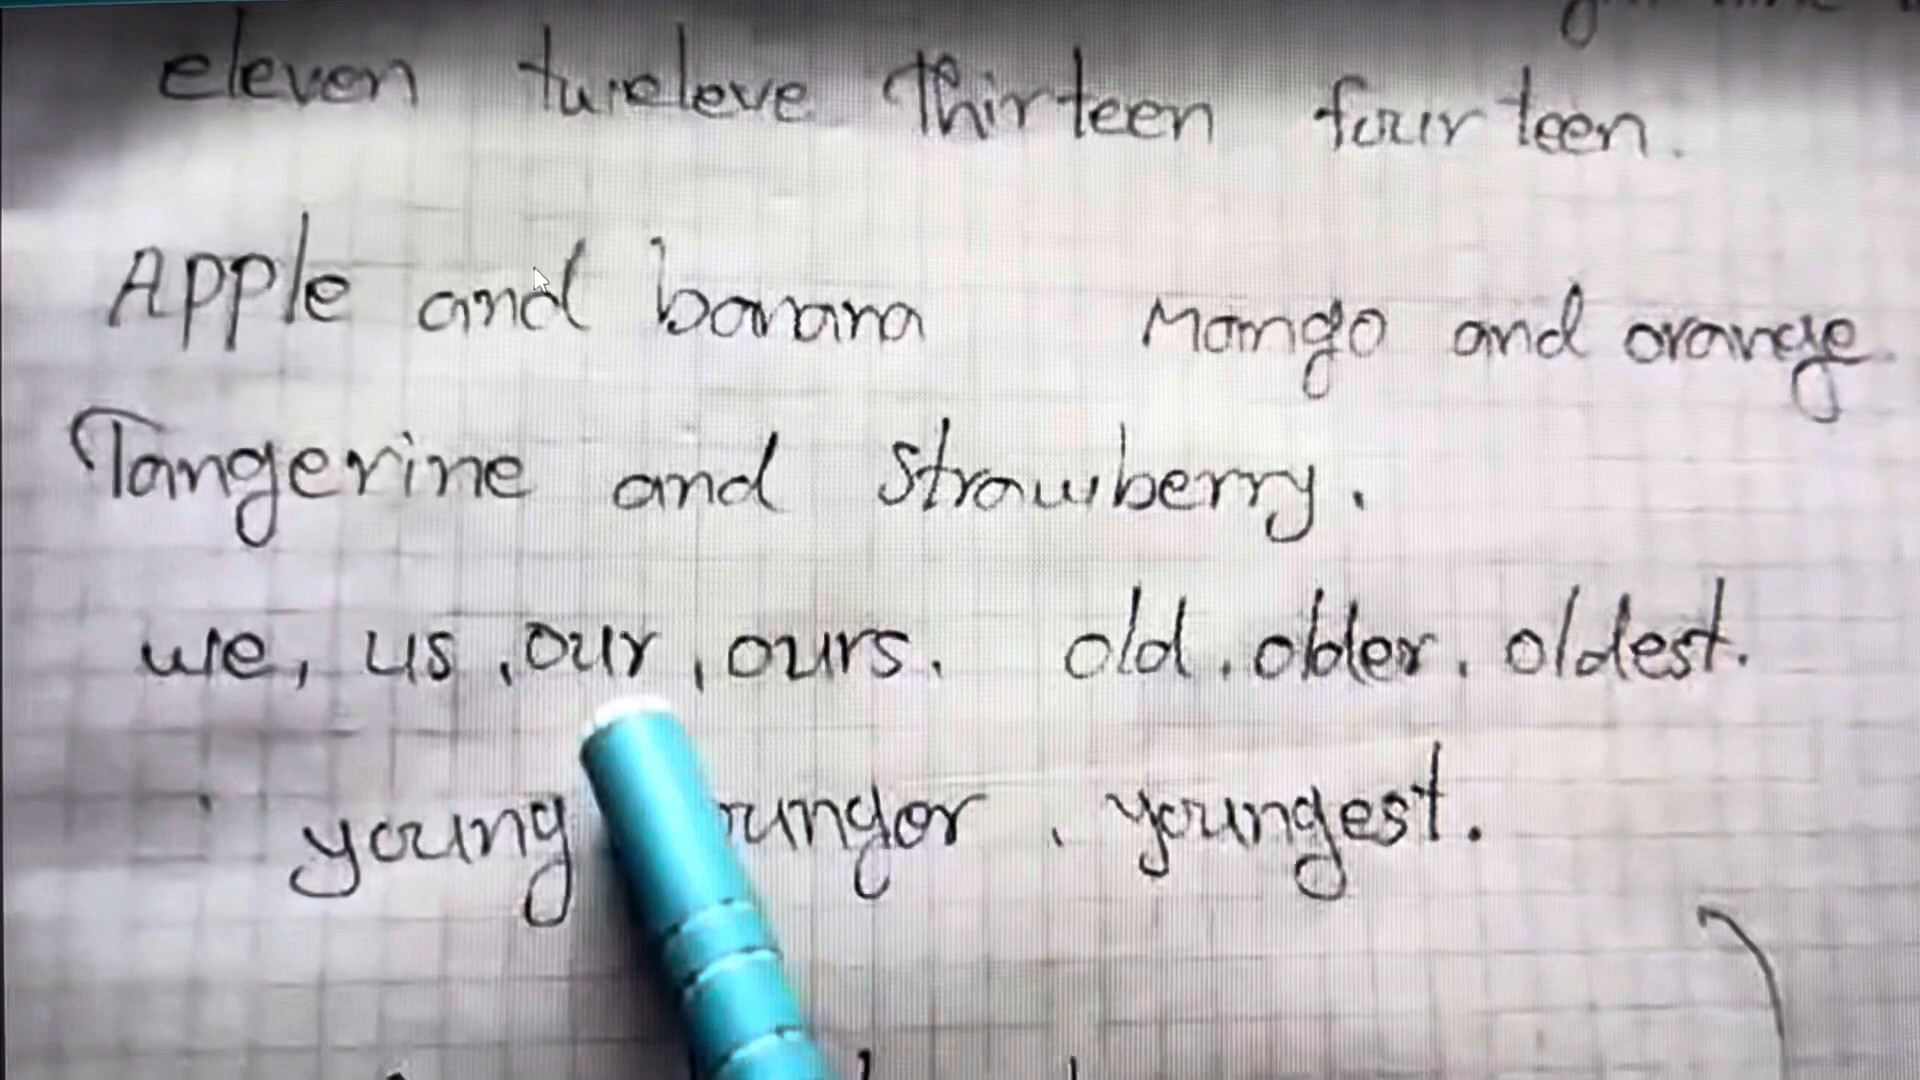 eleven tweleve Thirteen fourteen.
Apple and banana Mango and orange
Tangerine and Strawberry.
we, us, our, ours. old, older, oldest.
young youngest.